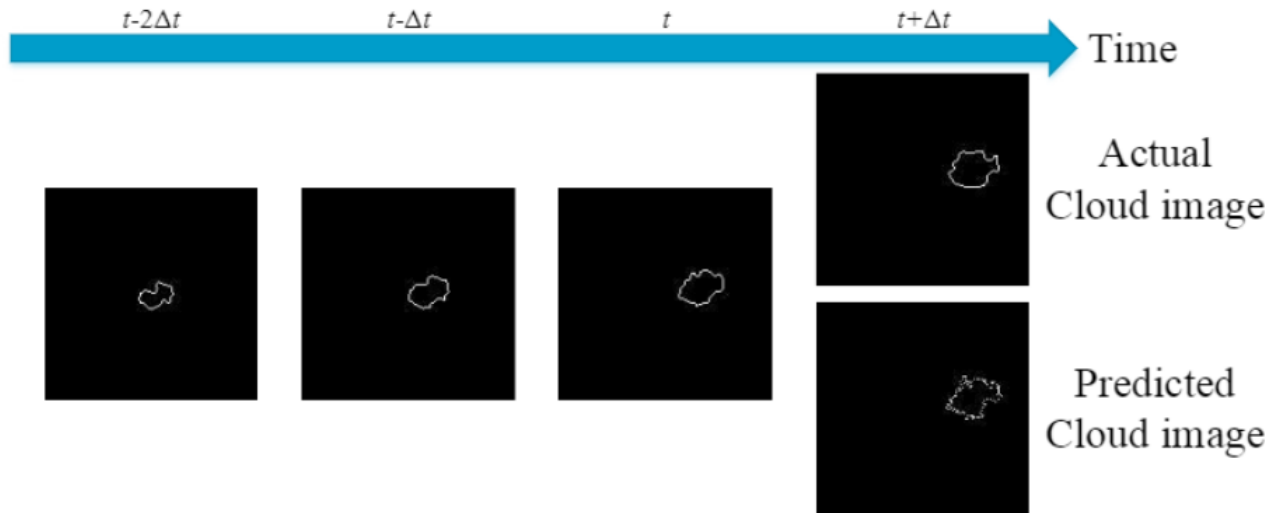 t-2Δt
t-Δt
t
t+Δt
Time
Actual
Cloud image
Predicted
Cloud image